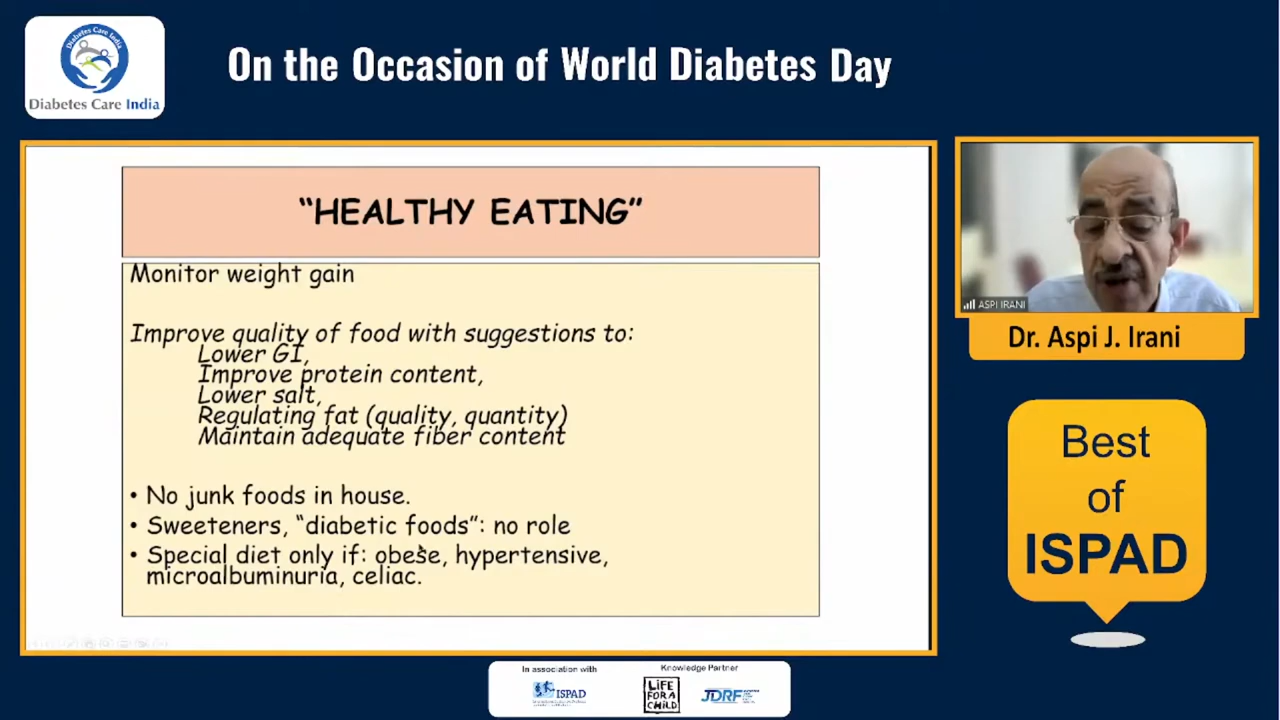 Diabetes Care India
Diabetes Care India
On the Occasion of World Diabetes Day
“HEALTHY EATING”
Monitor weight gain
Improve quality of food with suggestions to:
Lower GI,
Improve protein content,
Lower salt,
Regulating fat (quality, quantity)
Maintain adequate fiber content
• No junk foods in house.
• Sweeteners, “diabetic foods”: no role
• Special diet only if: obese, hypertensive,
microalbuminuria, celiac.
ASPI IRANI
Dr. Aspi J. Irani
Best
of
ISPAD
In association with
ISPAD
Knowledge Partner
LiFE
FOR A
CHiLD
JDRF